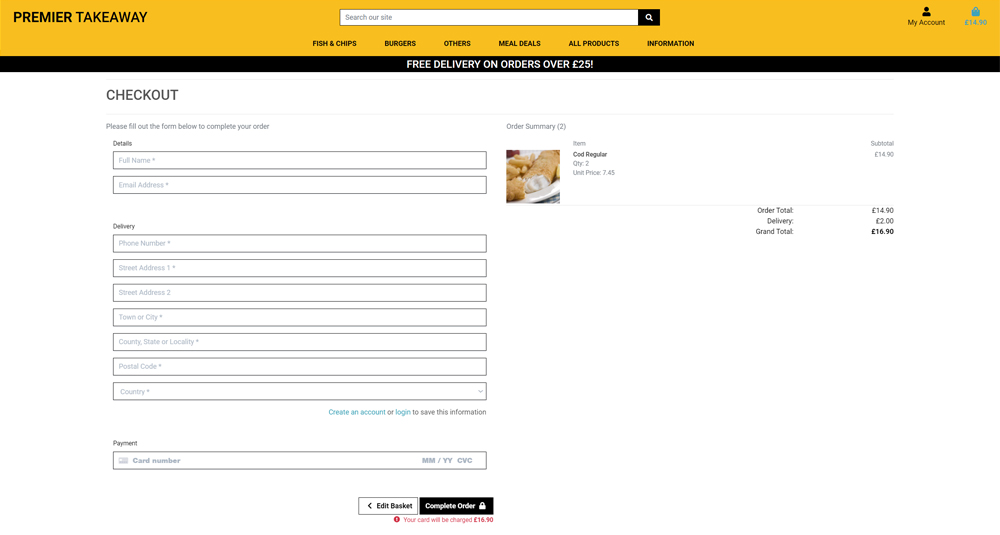 PREMIER TAKEAWAY
Search our site
My Account
£14.90
FISH & CHIPS BURGERS OTHERS MEAL DEALS ALL PRODUCTS INFORMATION
FREE DELIVERY ON ORDERS OVER £25!
CHECKOUT
Please fill out the form below to complete your order
Details
Full Name *
Email Address *
Delivery
Phone Number *
Street Address 1 *
Street Address 2
Town or City *
County, State or Locality *
Postal Code *
Country *
Create an account or login to save this information
Payment
Card number MM / YY CVC
Edit Basket
Complete Order
Your card will be charged £16.90
Order Summary (2)
Item Subtotal
Cod Regular £14.90
Qty: 2
Unit Price: 7.45
Order Total: £14.90
Delivery: £2.00
Grand Total: £16.90